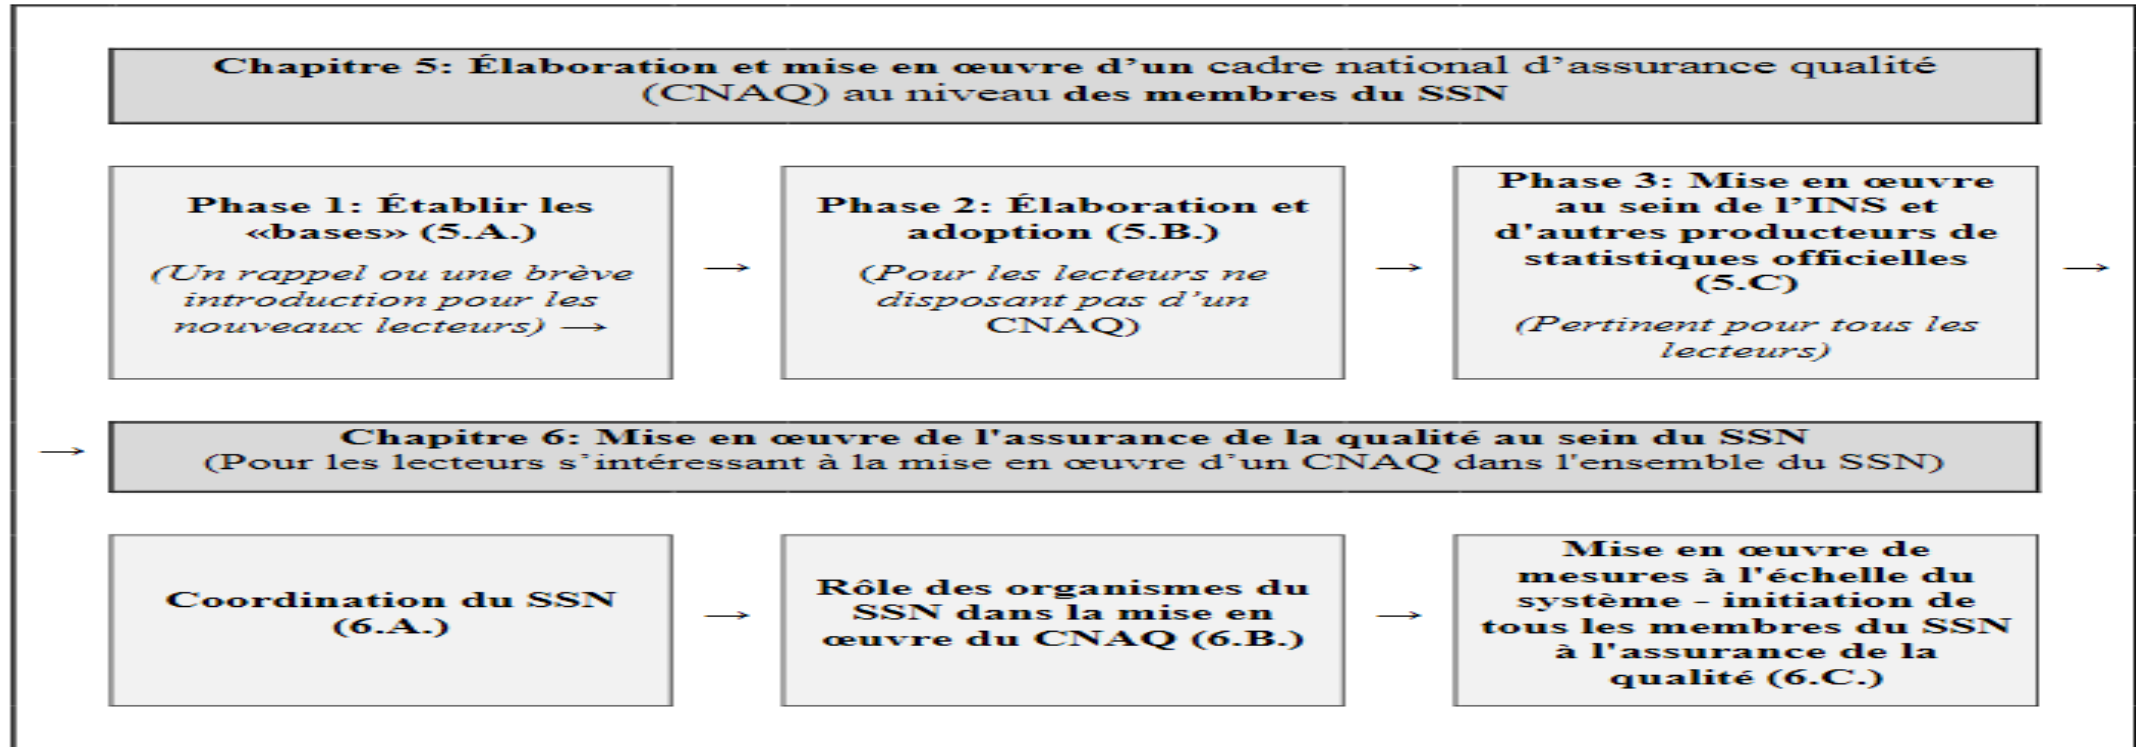 Chapitre 5: Élaboration et mise en œuvre d’un cadre national d’assurance qualité
(CNAQ) au niveau des membres du SSN
Phase 1: Établir les
«bases» (5.A.)
(Un rappel ou une brève
introduction pour les
nouveaux lecteurs) →
→
Phase 2: Élaboration et
adoption (5.B.)
(Pour les lecteurs ne
disposant pas d’un
CNAQ)
→
Phase 3: Mise en œuvre
au sein de l’INS et
d'autres producteurs de
statistiques officielles
(5.C)
(Pertinent pour tous les
lecteurs)
→
→
Chapitre 6: Mise en œuvre de l'assurance de la qualité au sein du SSN
(Pour les lecteurs s’intéressant à la mise en œuvre d’un CNAQ dans l'ensemble du SSN)
Coordination du SSN
(6.A.)
→
Rôle des organismes du
SSN dans la mise en
œuvre du CNAQ (6.B.)
→
Mise en œuvre de
mesures à l'échelle du
système - initiation de
tous les membres du SSN
à l'assurance de la
qualité (6.C.)